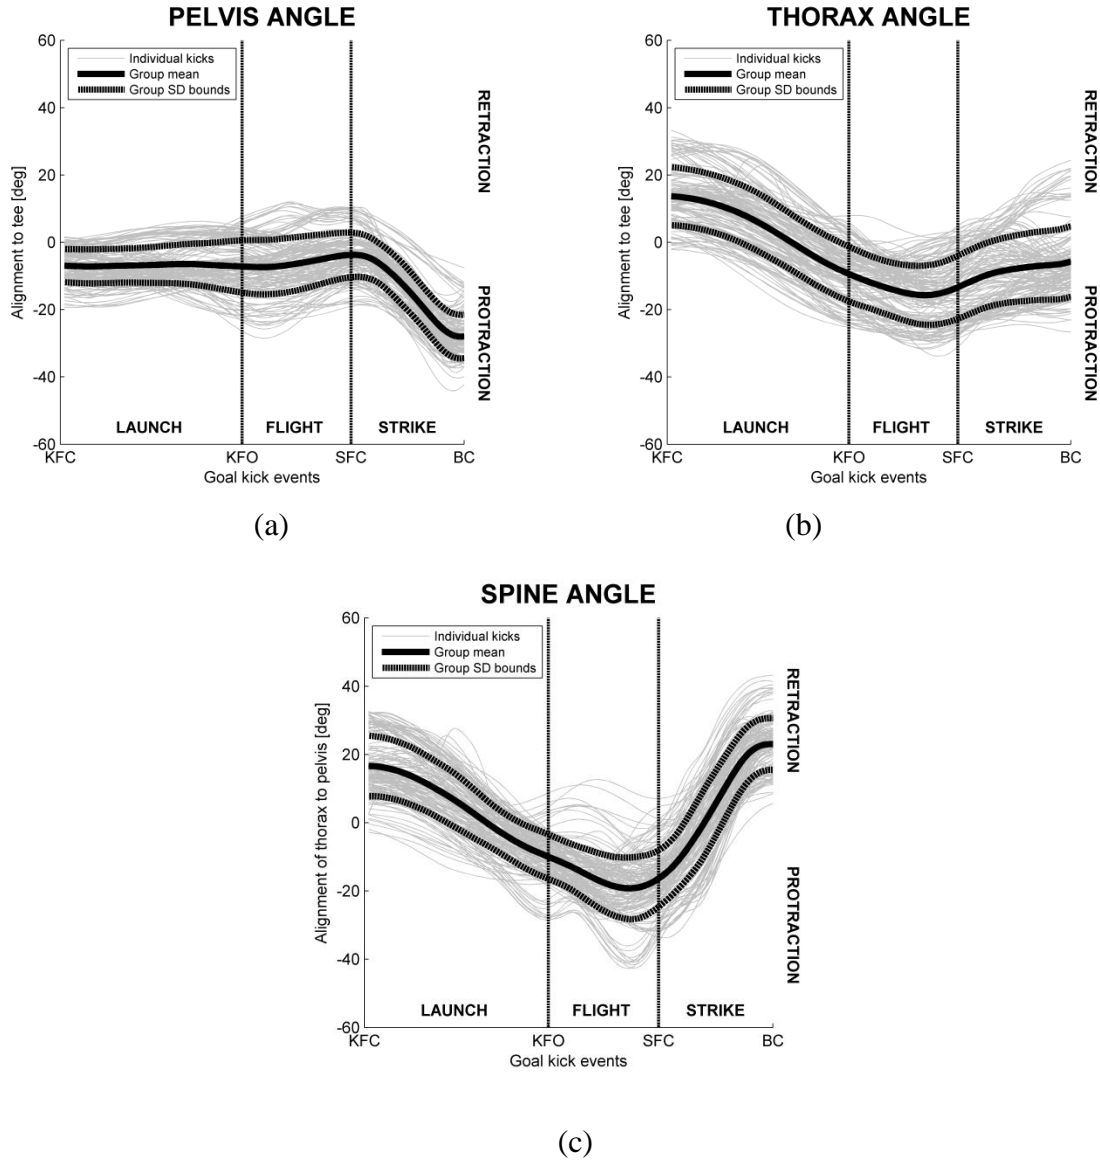 PELVIS ANGLE
60
40
20
0
-20
-40
-60
Alignment to tee [deg]
Individual kicks
Group mean
Group SD bounds
RETRACTION
PROTRACTION
LAUNCH
FLIGHT
STRIKE
KFC
KFO
SFC
BC
Goal kick events
(a)
THORAX ANGLE
60
40
20
0
-20
-40
-60
Alignment to tee [deg]
Individual kicks
Group mean
Group SD bounds
RETRACTION
PROTRACTION
LAUNCH
FLIGHT
STRIKE
KFC
KFO
SFC
BC
Goal kick events
(b)
SPINE ANGLE
60
40
20
0
-20
-40
-60
Alignment of thorax to pelvis [deg]
Individual kicks
Group mean
Group SD bounds
RETRACTION
PROTRACTION
LAUNCH
FLIGHT
STRIKE
KFC
KFO
SFC
BC
Goal kick events
(c)